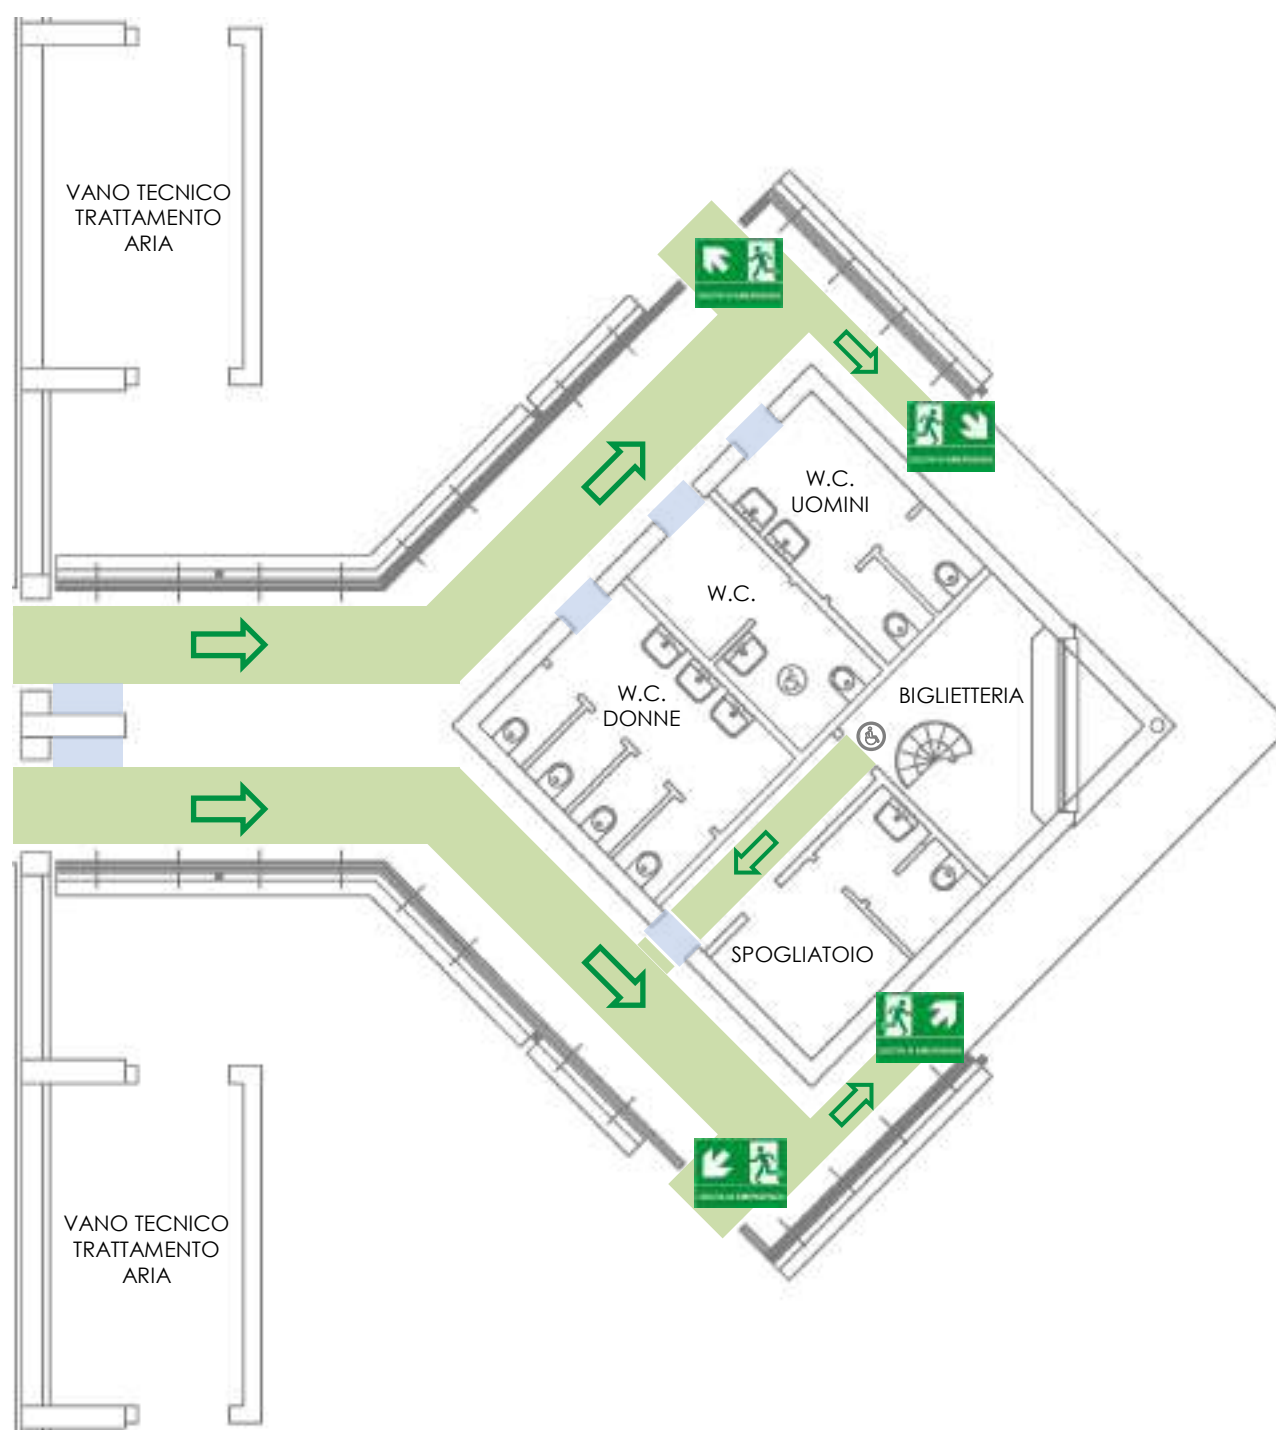 VANO TECNICO
TRATTAMENTO
ARIA
W.C.
UOMINI
W.C.
W.C.
DONNE
BIGLIETTERIA
SPOGLIATOIO
VANO TECNICO
TRATTAMENTO
ARIA